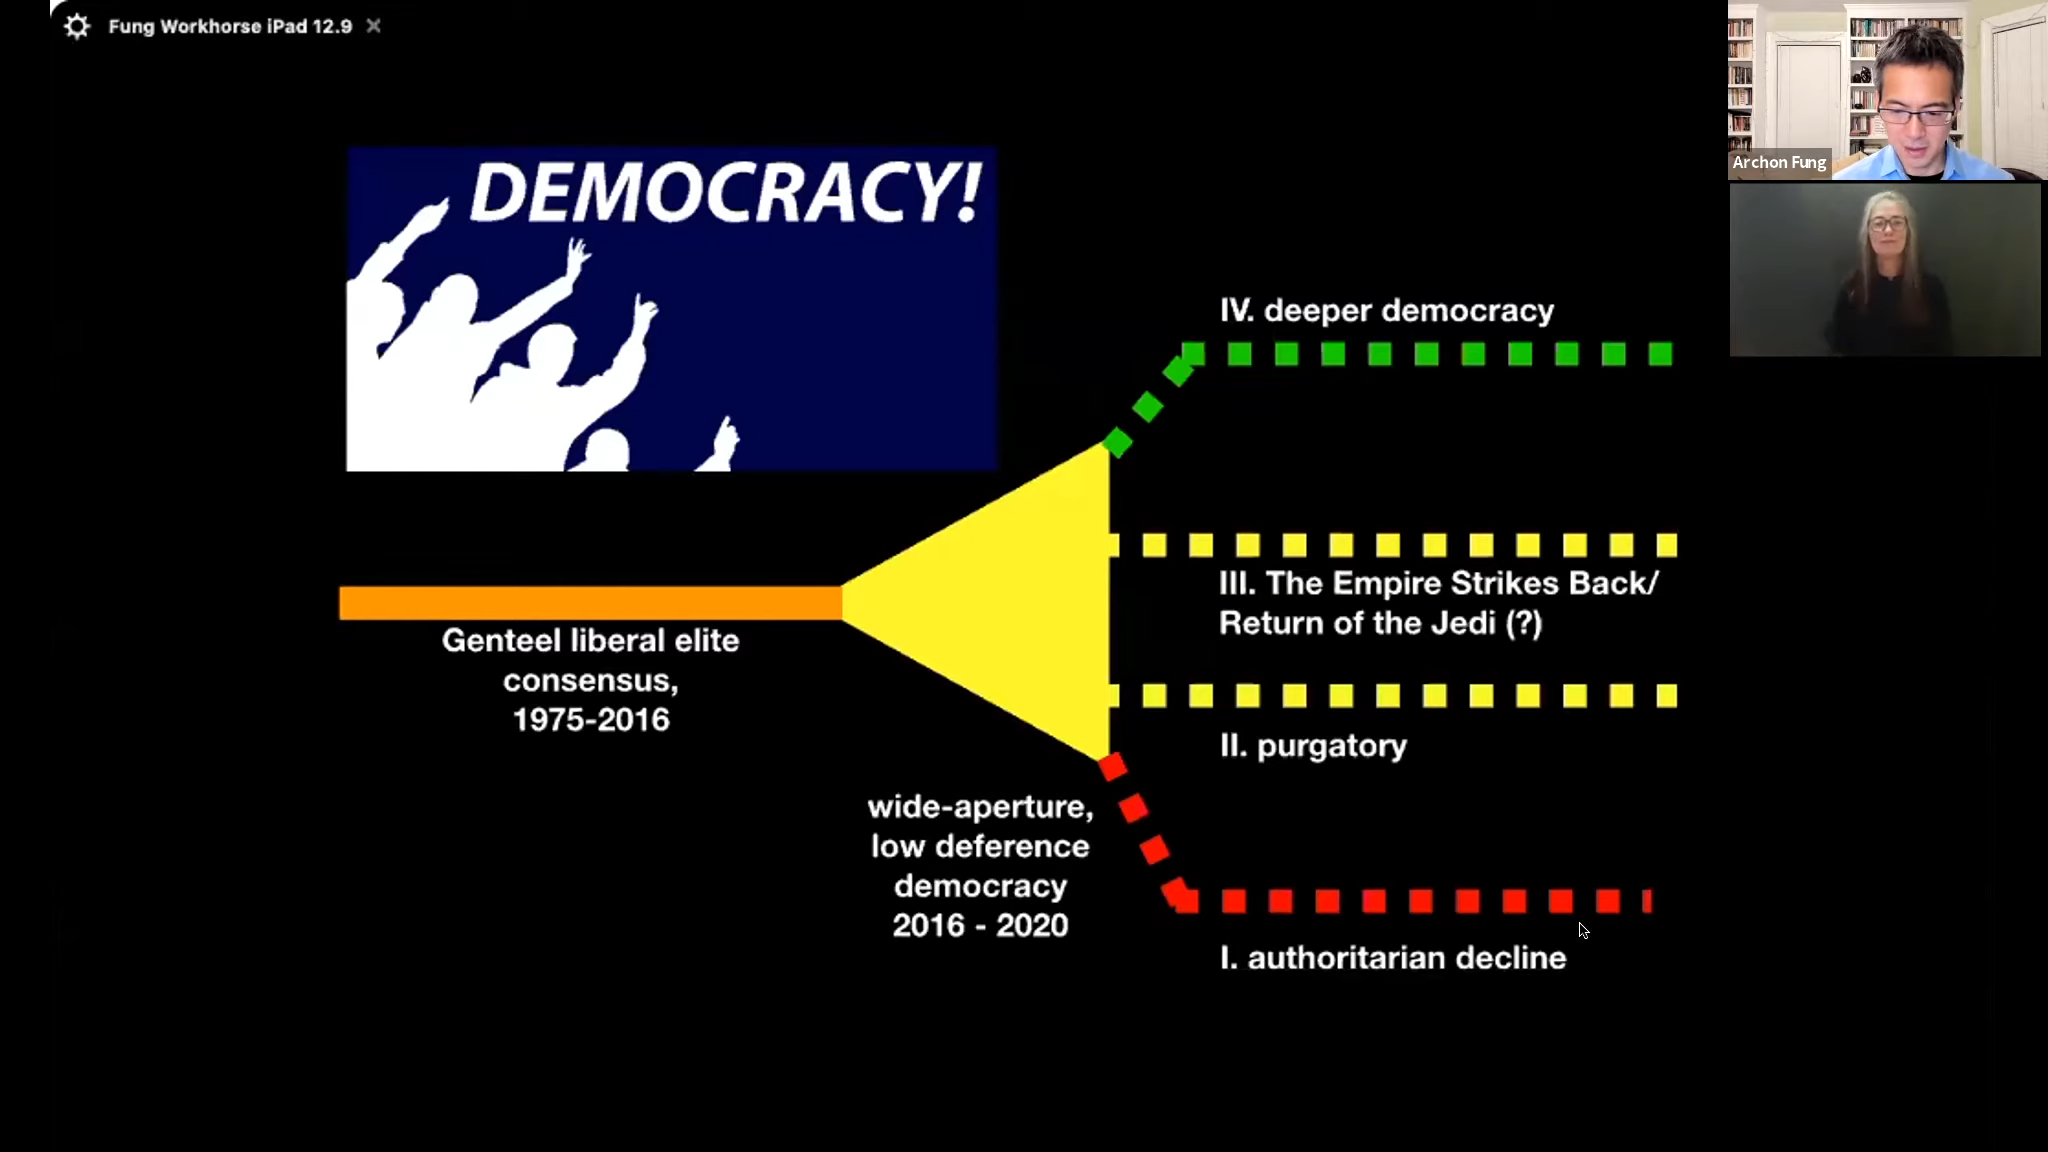 Fung Workhorse iPad 12.9
Archon Fung
DEMOCRACY!
IV. deeper democracy
III. The Empire Strikes Back/
Return of the Jedi (?)
Genteel liberal elite
consensus,
1975-2016
II. purgatory
wide-aperture,
low deference
democracy
2016 - 2020
I. authoritarian decline